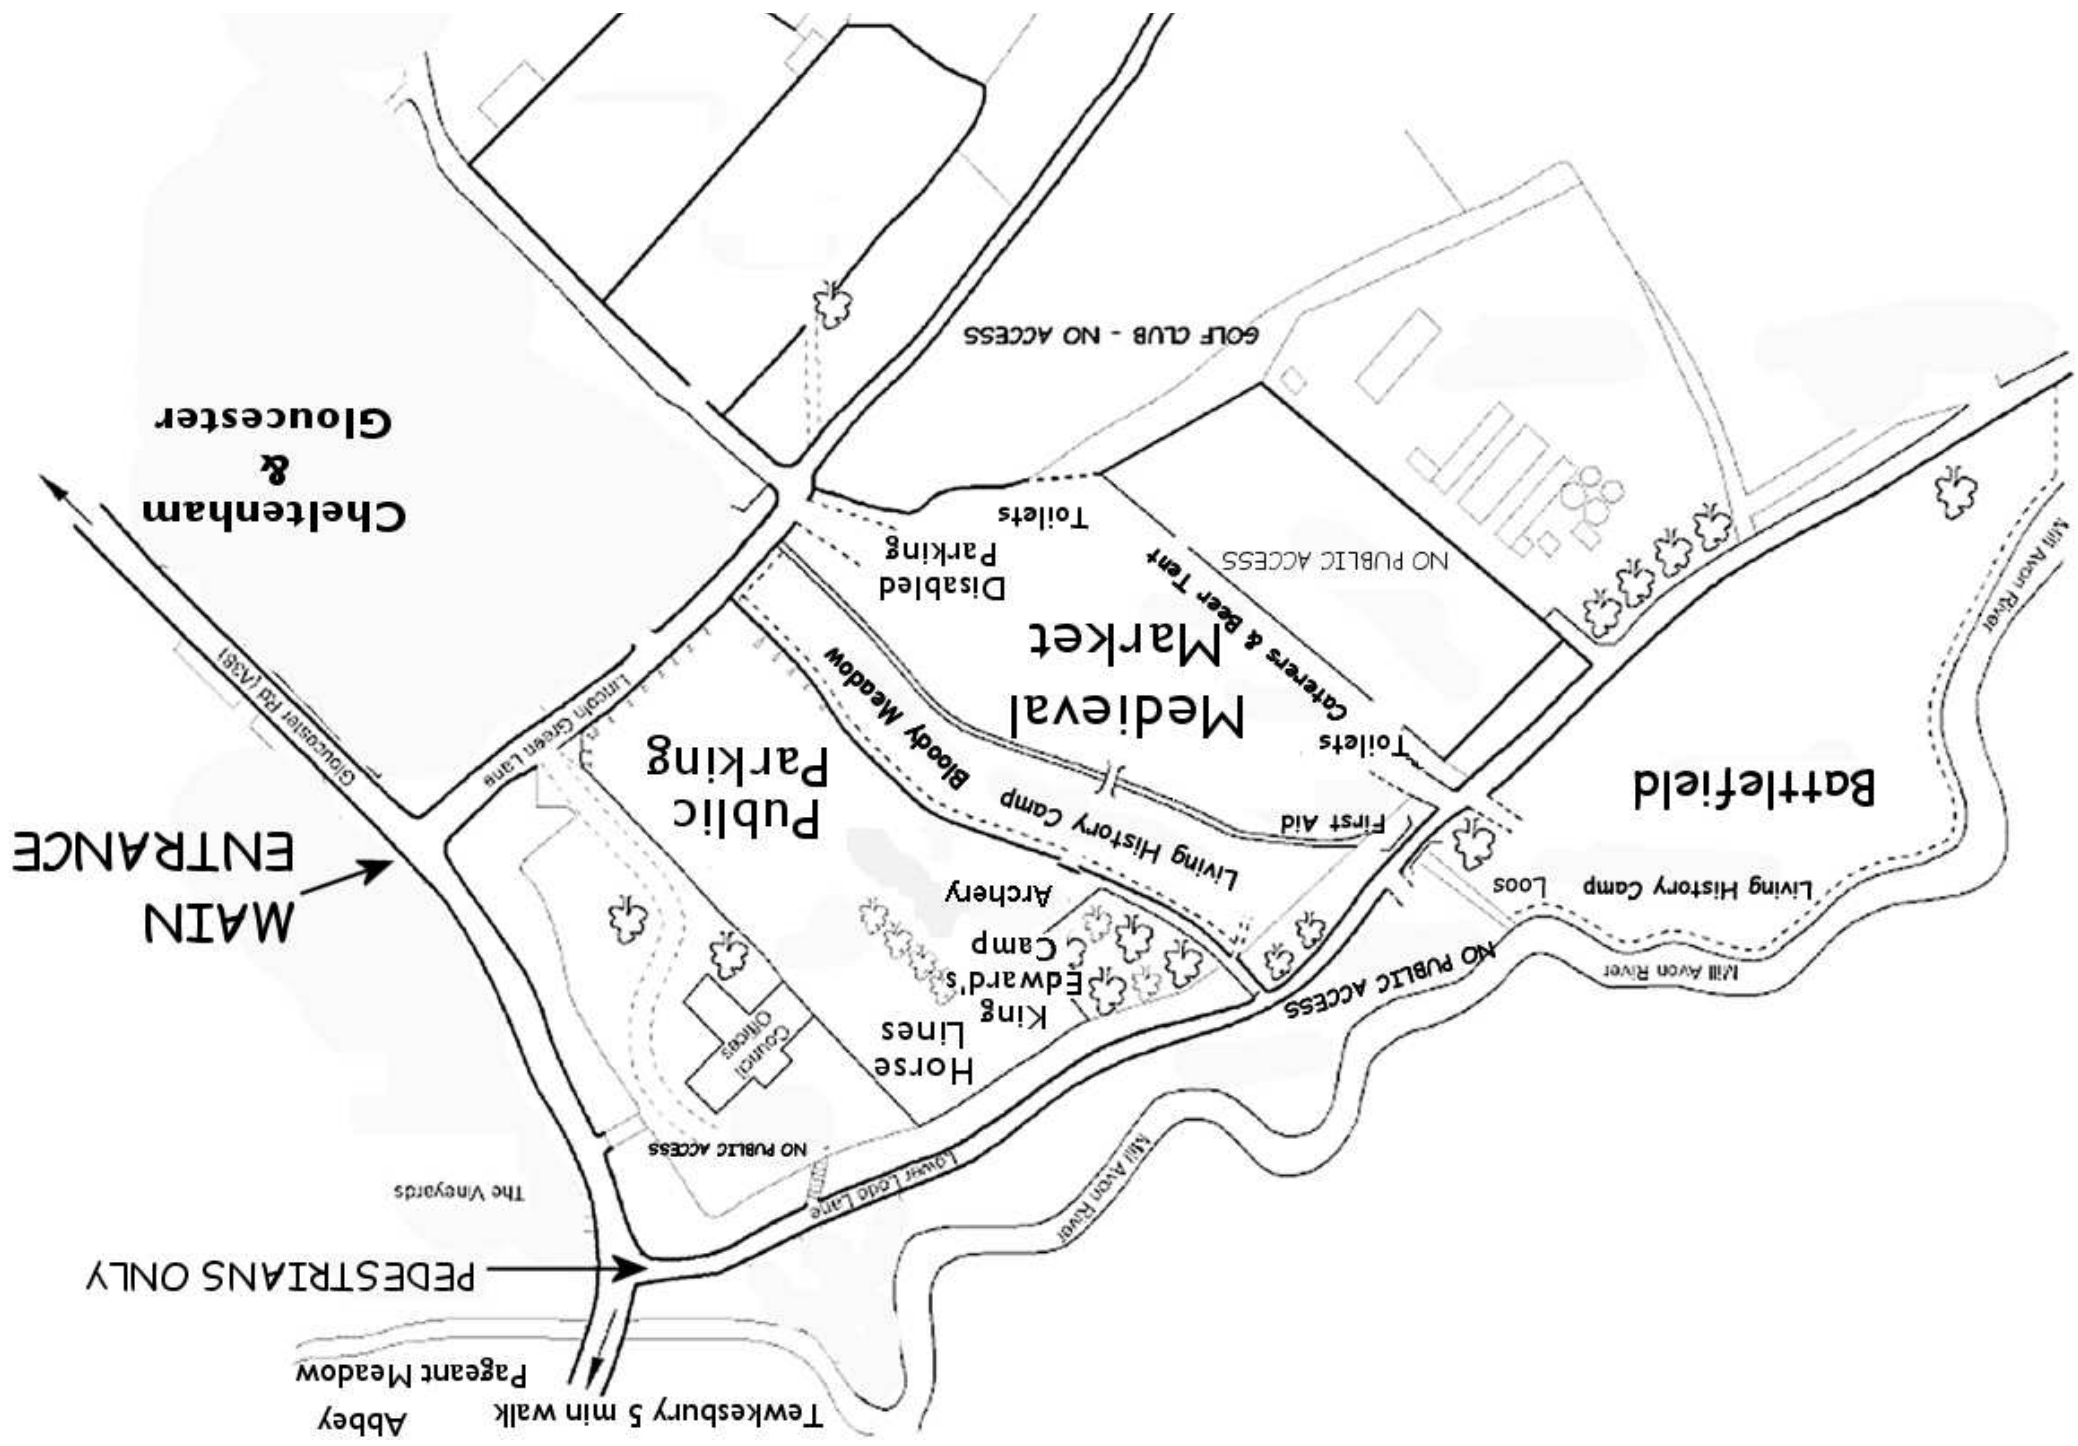 Tewkesbury 5 min walk
Abbey
Pageant Meadow
PEDESTRIANS ONLY
The Vineyards
Mill Avon River
Lower Lode Lane
NO PUBLIC ACCESS
Council
Offices
Horse
Lines
King
Edward's
Camp
Archery
NO PUBLIC ACCESS
Mill Avon River
MAIN
ENTRANCE
Living History Camp
Loos
Living History Camp
First Aid
Public
Parking
Battlefield
Toilets
Gloucester Rd (A38)
Lincoln Green Lane
Bloody Meadow
Medieval
Market
Caterers & Beer Tent
Mill Avon River
Disabled
Parking
NO PUBLIC ACCESS
Toilets
Cheltenham
&
Gloucester
GOLF CLUB - NO ACCESS